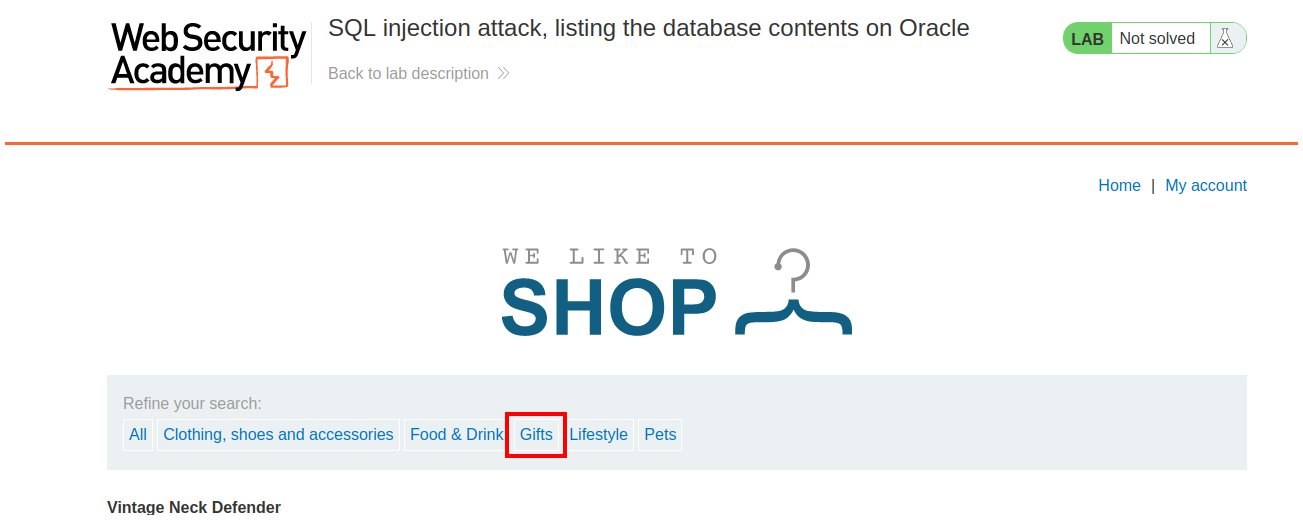 Web Security
Academy
SQL injection attack, listing the database contents on Oracle
Back to lab description
LAB Not solved
Home | My account
WE LIKE TO
SHOP
Refine your search:
All Clothing, shoes and accessories Food & Drink Gifts Lifestyle Pets
Vintage Neck Defender